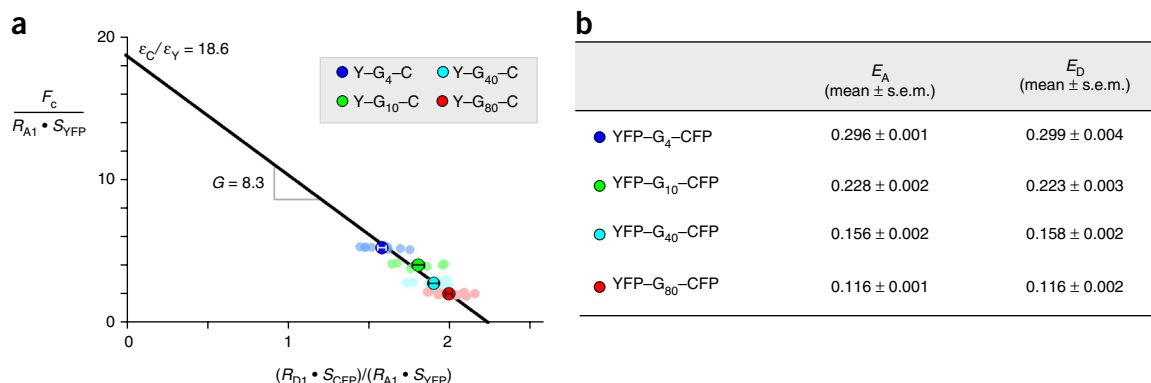 a
20
10
0
0
1
2
εC/εY = 18.6
G = 8.3
Fc
RA1 • SYFP
Y–G4–C
Y–G40–C
Y–G10–C
Y–G80–C
(RD1 • SCFP)/(RA1 • SYFP)
b
EA
(mean ± s.e.m.)
ED
(mean ± s.e.m.)
YFP–G4–CFP 0.296 ± 0.001 0.299 ± 0.004
YFP–G10–CFP 0.228 ± 0.002 0.223 ± 0.003
YFP–G40–CFP 0.156 ± 0.002 0.158 ± 0.002
YFP–G80–CFP 0.116 ± 0.001 0.116 ± 0.002